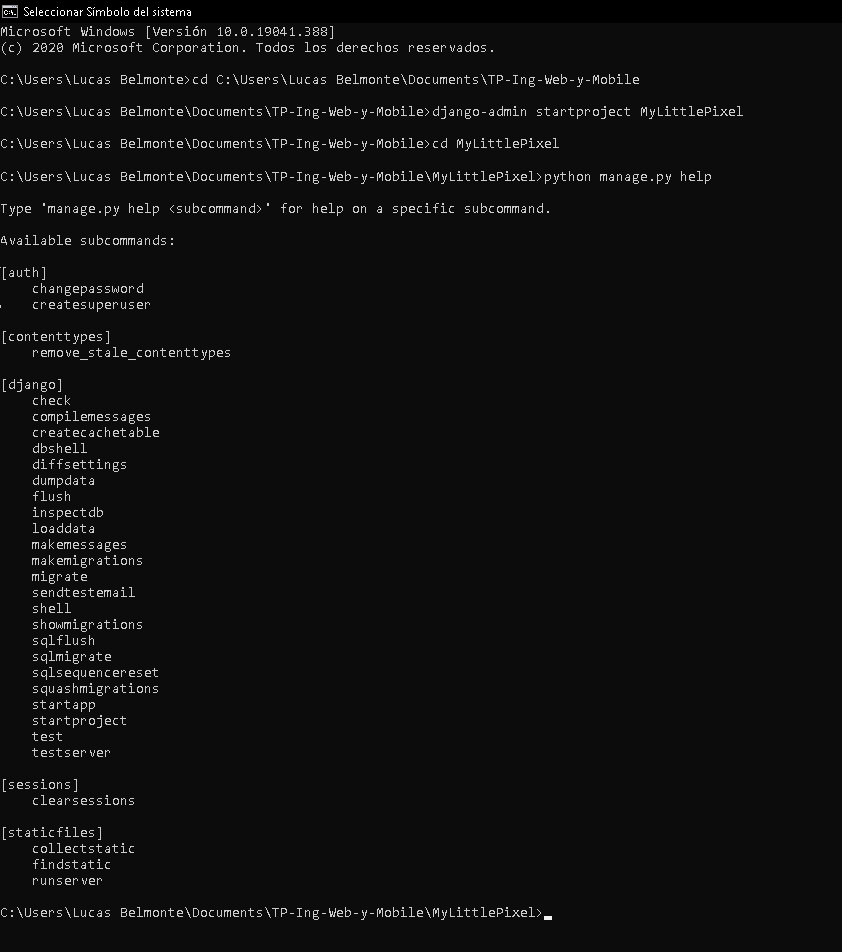 Seleccionar Símbolo del sistema
Microsoft Windows [Versión 10.0.19041.388]
(c) 2020 Microsoft Corporation. Todos los derechos reservados.
C:\Users\Lucas Belmonte>cd C:\Users\Lucas Belmonte\Documents\TP-Ing-Web-y-Mobile
C:\Users\Lucas Belmonte\Documents\TP-Ing-Web-y-Mobile>django-admin startproject MyLittlePixel
C:\Users\Lucas Belmonte\Documents\TP-Ing-Web-y-Mobile>cd MyLittlePixel
C:\Users\Lucas Belmonte\Documents\TP-Ing-Web-y-Mobile\MyLittlePixel>python manage.py help
Type 'manage.py help <subcommand>' for help on a specific subcommand.
Available subcommands:
[auth]
    changepassword
    createsuperuser
[contenttypes]
    remove_stale_contenttypes
[django]
    check
    compilemessages
    createcachetable
    dbshell
    diffsettings
    dumpdata
    flush
    inspectdb
    loaddata
    makemessages
    makemigrations
    migrate
    sendtestemail
    shell
    showmigrations
    sqlflush
    sqlmigrate
    sqlsequencereset
    squashmigrations
    startapp
    startproject
    test
    testserver
[sessions]
    clearsessions
[staticfiles]
    collectstatic
    findstatic
    runserver
C:\Users\Lucas Belmonte\Documents\TP-Ing-Web-y-Mobile\MyLittlePixel>